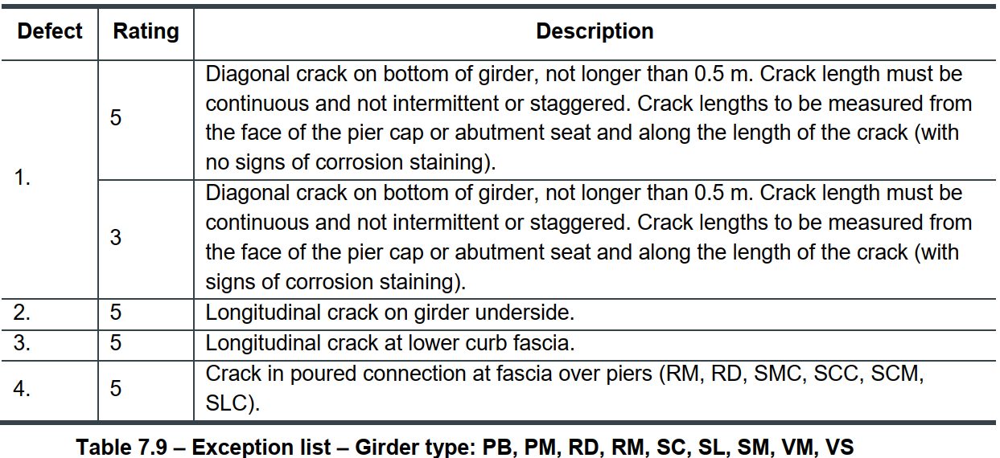 Defect Rating Description
1.
5
Diagonal crack on bottom of girder, not longer than 0.5 m. Crack length must be
continuous and not intermittent or staggered. Crack lengths to be measured from
the face of the pier cap or abutment seat and along the length of the crack (with
no signs of corrosion staining).
3
Diagonal crack on bottom of girder, not longer than 0.5 m. Crack length must be
continuous and not intermittent or staggered. Crack lengths to be measured from
the face of the pier cap or abutment seat and along the length of the crack (with
signs of corrosion staining).
2. 5 Longitudinal crack on girder underside.
3. 5 Longitudinal crack at lower curb fascia.
4. 5
Crack in poured connection at fascia over piers (RM, RD, SMC, SCC, SCM,
SLC).
Table 7.9 – Exception list – Girder type: PB, PM, RD, RM, SC, SL, SM, VM, VS